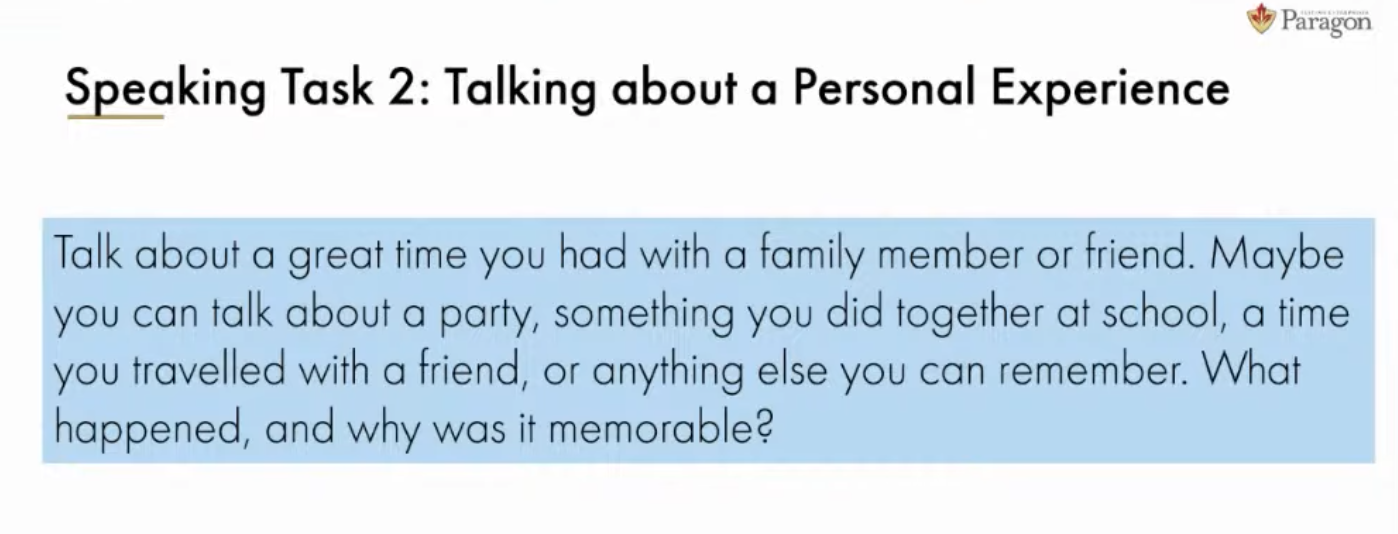 Paragon
Speaking Task 2: Talking about a Personal Experience
Talk about a great time you had with a family member or friend. Maybe
you can talk about a party, something you did together at school, a time
you travelled with a friend, or anything else you can remember. What
happened, and why was it memorable?